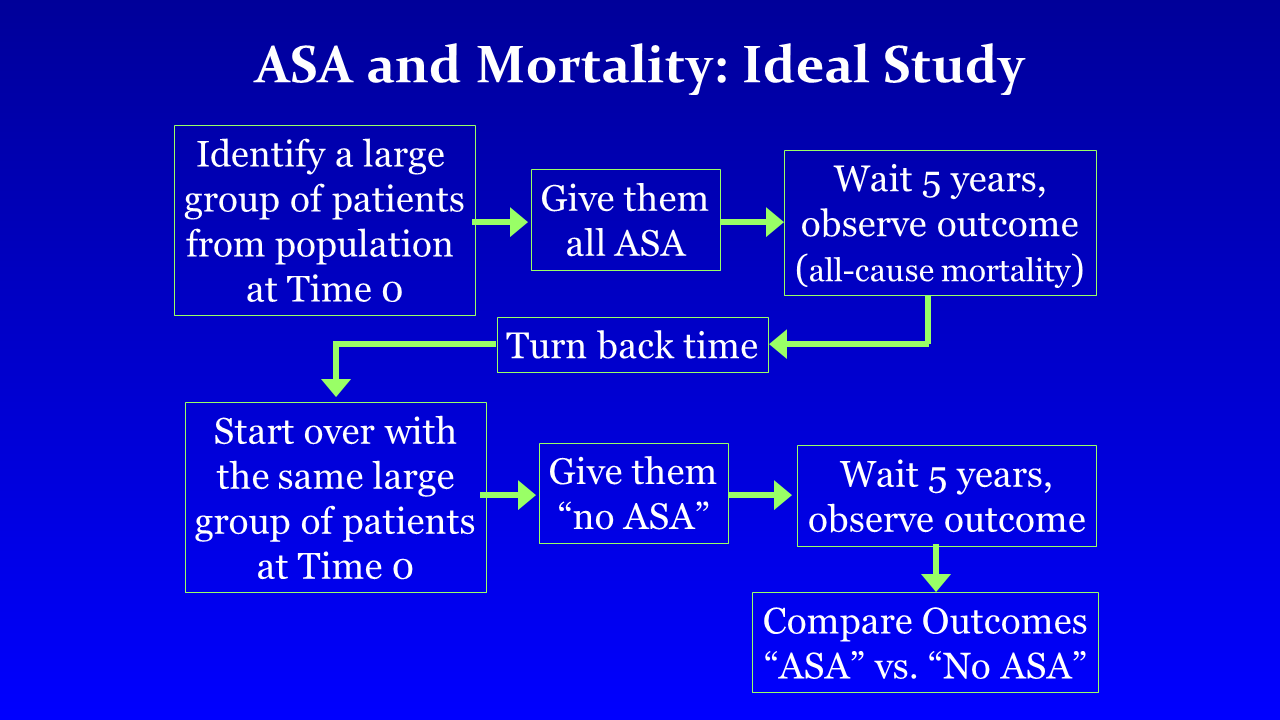 ASA and Mortality: Ideal Study
Identify a large
group of patients
from population
at Time 0
Give them
all ASA
Wait 5 years,
observe outcome
(all-cause mortality)
Turn back time
Start over with
the same large
group of patients
at Time 0
Give them
“no ASA”
Wait 5 years,
observe outcome
Compare Outcomes
“ASA” vs. “No ASA”